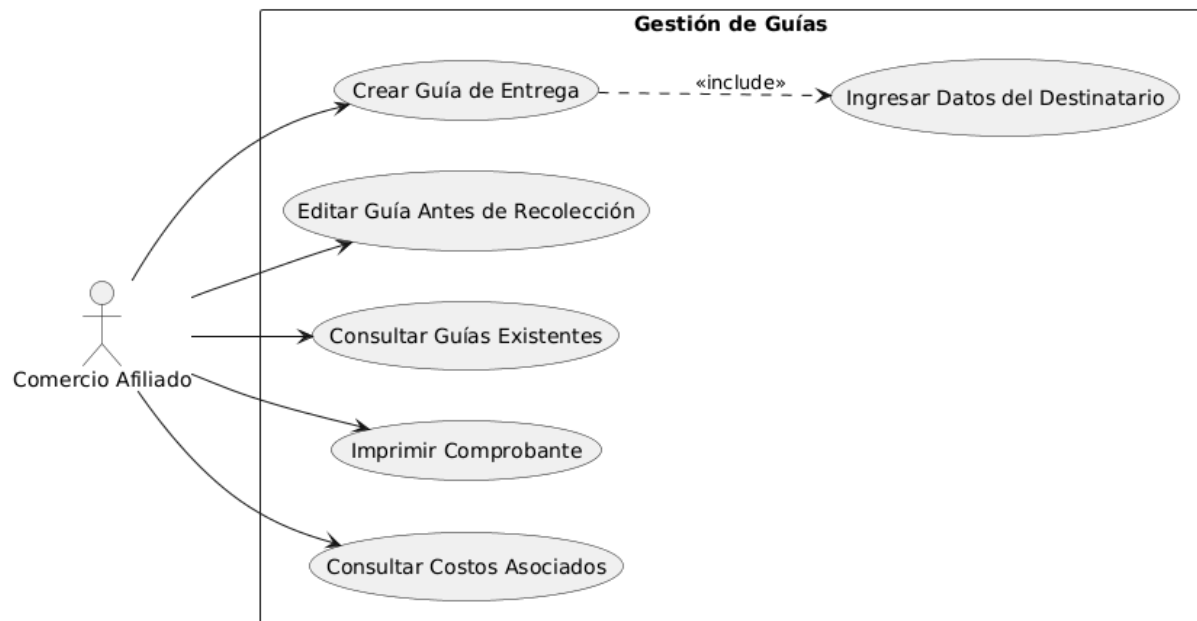 Gestión de Guías
Crear Guía de Entrega
«include»
Ingresar Datos del Destinatario
Editar Guía Antes de Recolección
Consultar Guías Existentes
Comercio Afiliado
Imprimir Comprobante
Consultar Costos Asociados